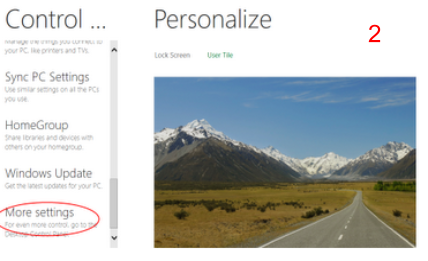 Control ...
Manage the things you connect to
your PC, like printers and TVs.
Sync PC Settings
Use similar settings on all the PCs
you use.
HomeGroup
Share libraries and devices with
others on your homegroup.
Windows Update
Get the latest updates for your PC.
More settings
For even more control, go to the
Desktop Control Panel
Personalize
2
Lock Screen User Tile